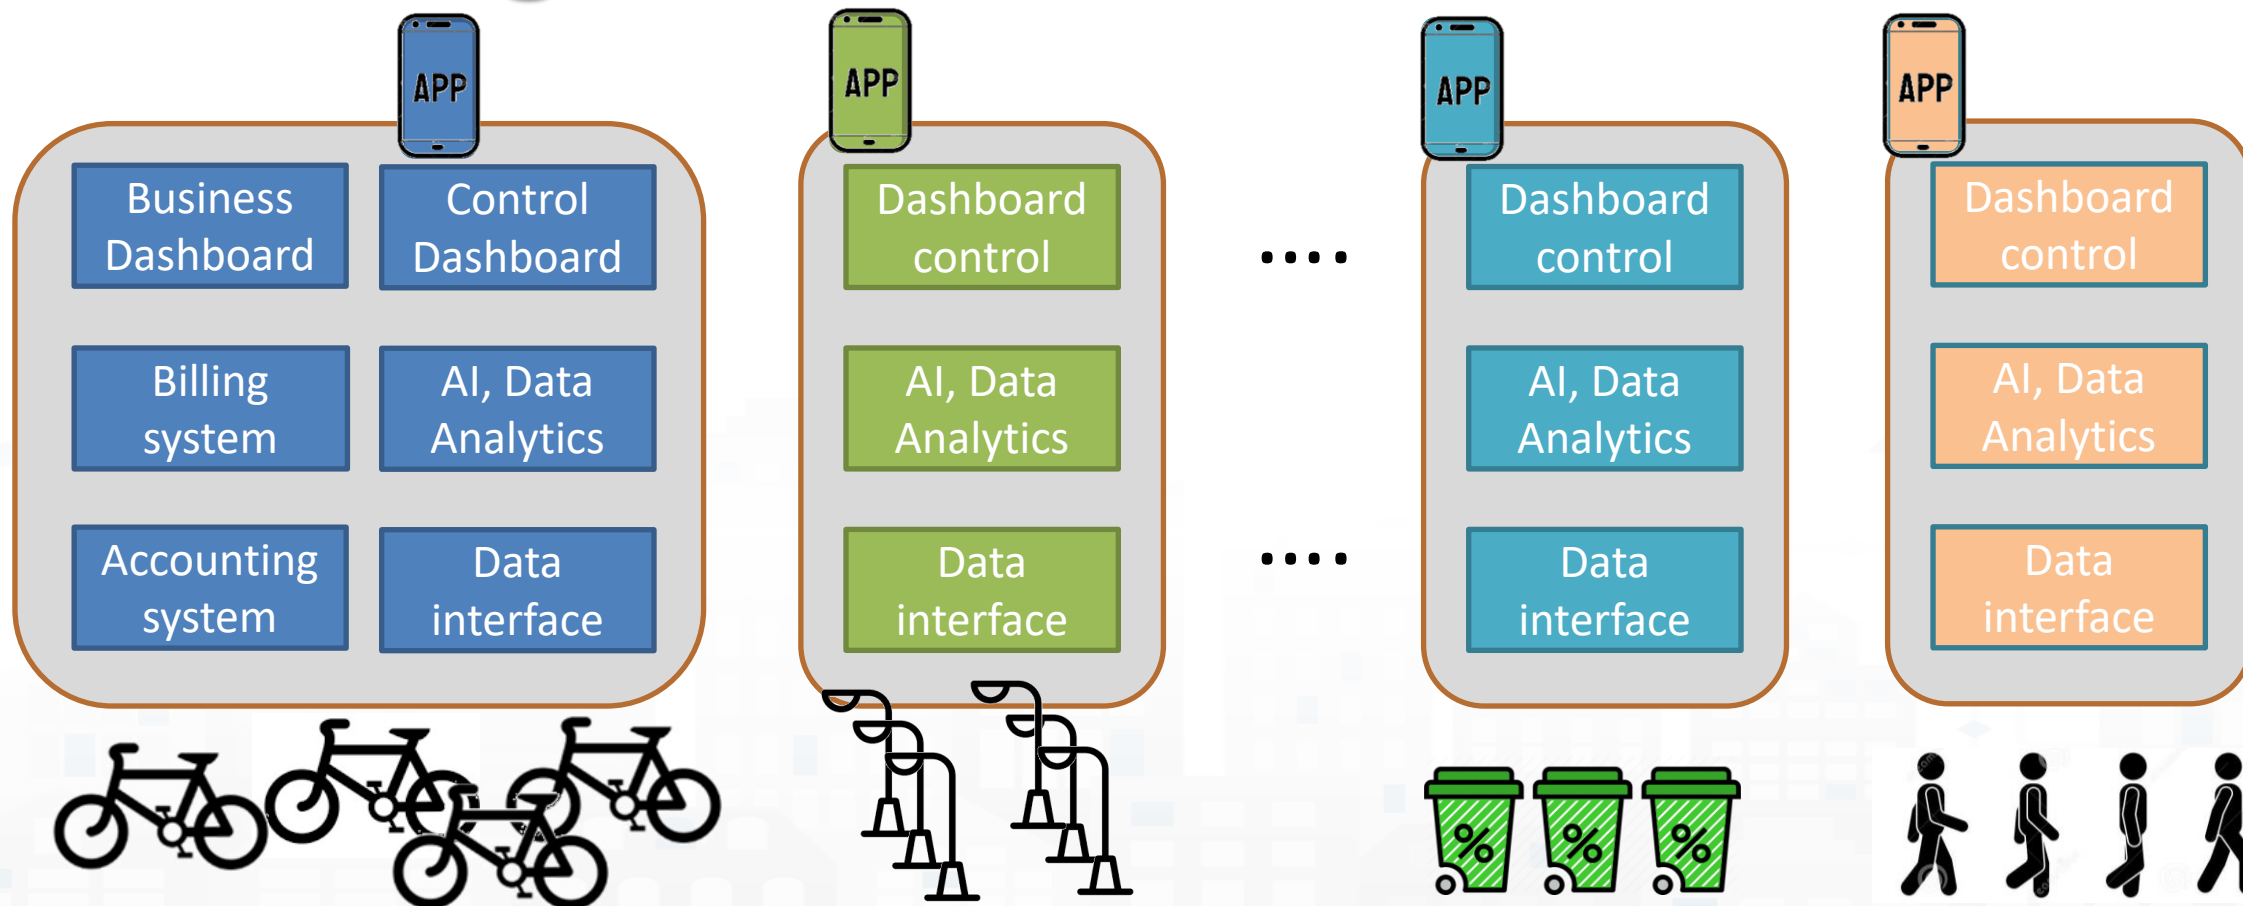 APP
APP
APP
APP
Business
Dashboard
Control
Dashboard
Dashboard
control
....
Dashboard
control
Dashboard
control
Billing
system
AI, Data
Analytics
AI, Data
Analytics
AI, Data
Analytics
AI, Data
Analytics
Accounting
system
Data
interface
Data
interface
....
Data
interface
Data
interface
%
%
%